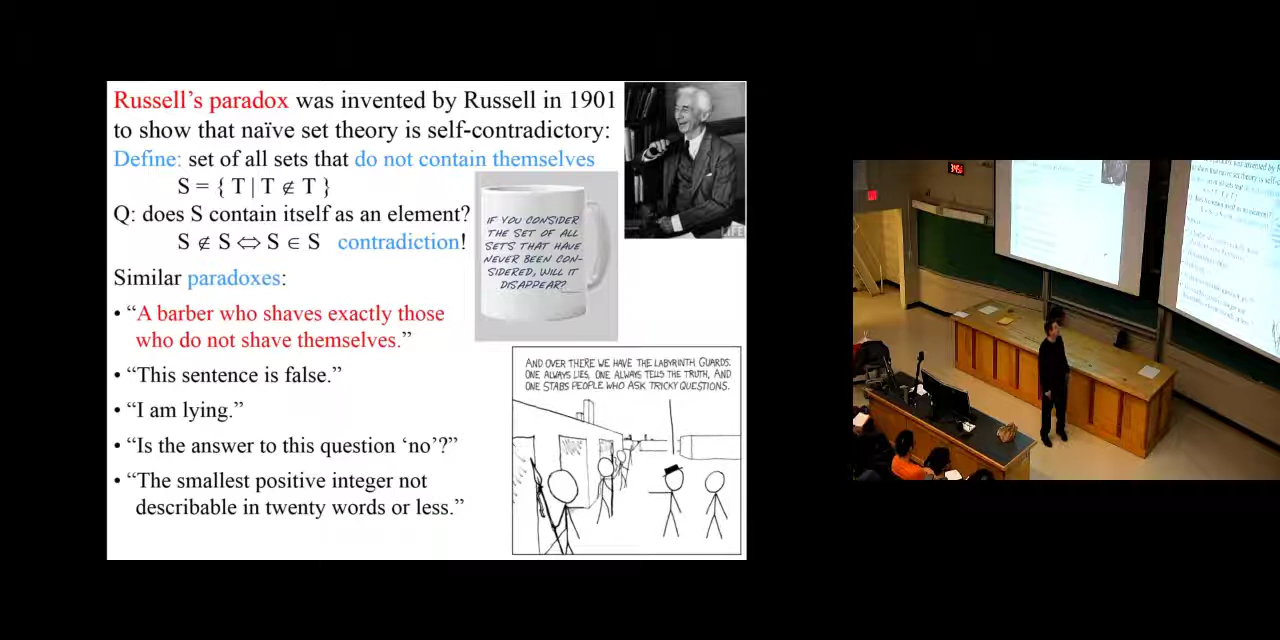 Russell's paradox was invented by Russell in 1901
to show that naïve set theory is self-contradictory:
Define: set of all sets that do not contain themselves
S = { T | T ∉ T }
Q: does S contain itself as an element?
S ∉ S ⇔ S ∈ S contradiction!
Similar paradoxes:
• “A barber who shaves exactly those
who do not shave themselves.”
• “This sentence is false.”
• “I am lying.”
• “Is the answer to this question ‘no’?”
• “The smallest positive integer not
describable in twenty words or less.”
LIFE
IF YOU CONSIDER
THE SET OF ALL
SETS THAT HAVE
NEVER BEEN CON-
SIDERED, WILL IT
DISAPPEAR?
AND OVER THERE WE HAVE THE LABYRINTH GUARDS.
ONE ALWAYS LIES, ONE ALWAYS TELLS THE TRUTH, AND
ONE STABS PEOPLE WHO ASK TRICKY QUESTIONS.